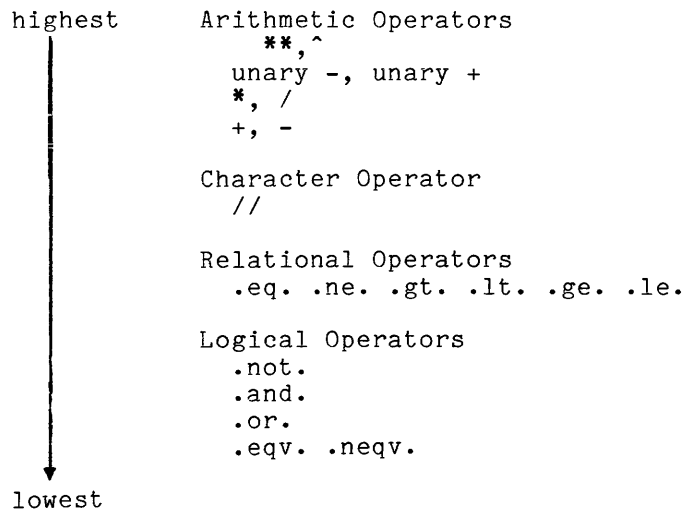 highest Arithmetic Operators
**,^
unary -, unary +
*, /
+, -
Character Operator
//
Relational Operators
.eq. .ne. .gt. .lt. .ge. .le.
Logical Operators
.not.
.and.
.or.
.eqv. .neqv.
lowest